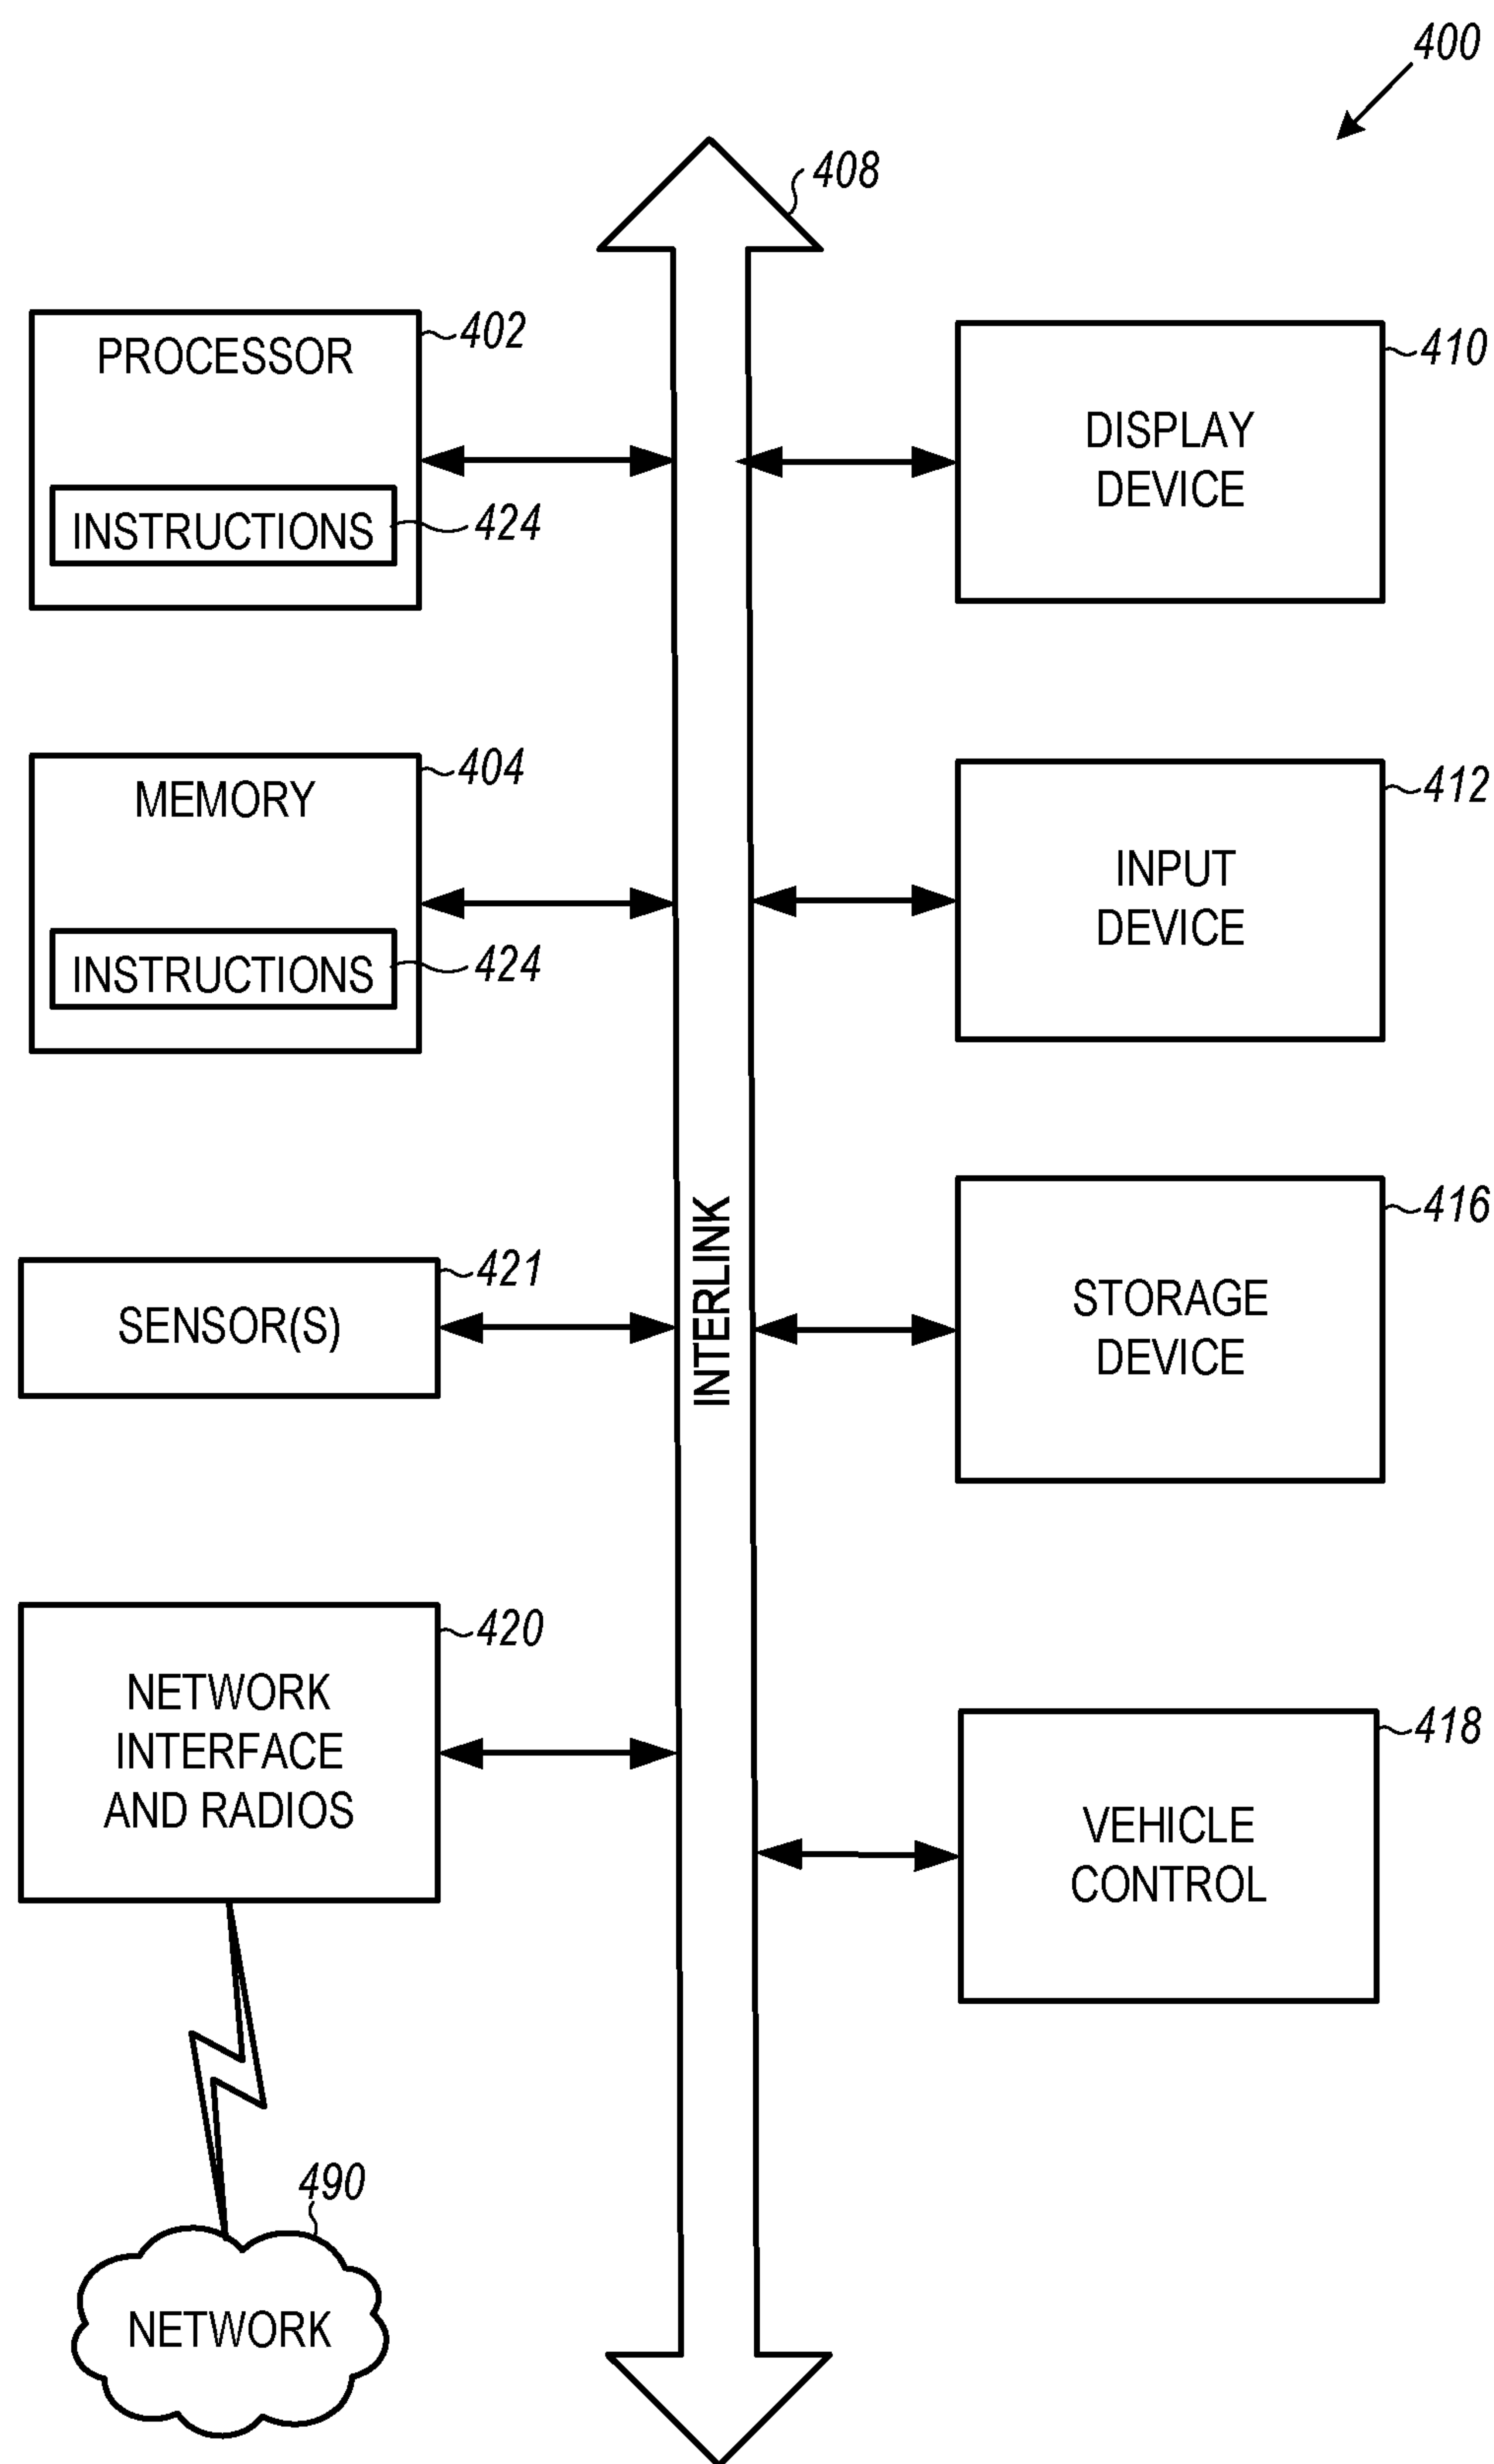 400
408
PROCESSOR
402
INSTRUCTIONS
424
DISPLAY
DEVICE
410
MEMORY
404
INSTRUCTIONS
424
INPUT
DEVICE
412
SENSOR(S)
421
INTERLINK
STORAGE
DEVICE
416
NETWORK
INTERFACE
AND RADIOS
420
VEHICLE
CONTROL
418
490
NETWORK